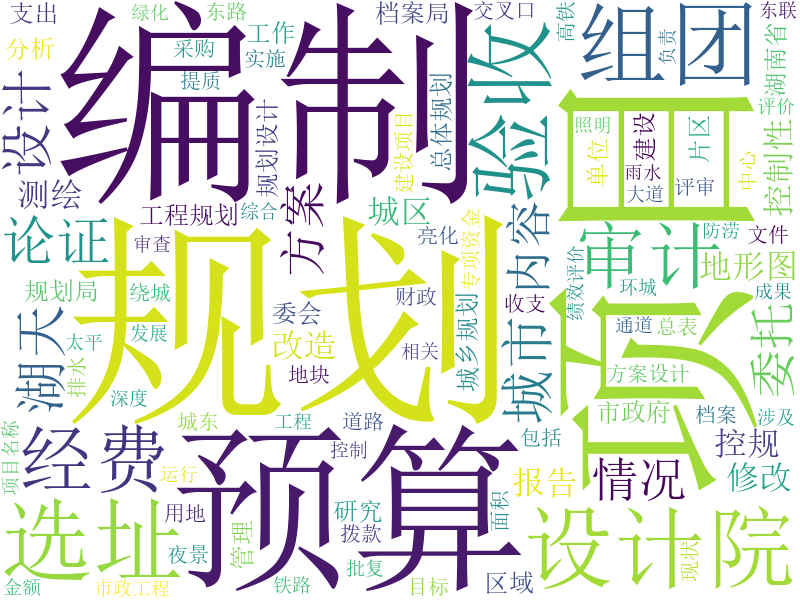 支出
绿化
东路
档案局
交叉口
高铁
组团
东联
分析
采购
工作
提质
实施
编制
验收
负责
湖南省
设计
规划设计
建设项目
总体规划
项目
照明
单位
雨水
建设
大道
片区
评审
中心
评价
控制性
测绘
论证
工程规划
综合
审查
方案
城区
亮化
专项资金
内容
审计
防涝
文件
地形图
规划局
绕城
发展
太平
排水
湖天
规划
委会
改造
地块
财政
相关
城乡规划
收支
城市
绩效评价
环城
通道
总表
成果
委托
深度
城东
工程
道路
控制
包括
方案设计
市政府
档案
涉及
控规
项目名称
经费
预算
运行
情况
修改
选址
用地
夜景
管理
研究
拨款
批复
面积
报告
设计院
现状
金额
市政工程
铁路
目标
区域